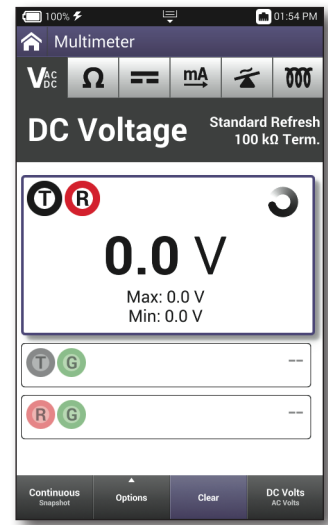 100% 01:54 PM
Multimeter
V AC DC Ω mA
DC Voltage
Standard Refresh
100 kΩ Term.
T R
0.0 V
Max: 0.0 V
Min: 0.0 V
T G --
R G --
Continuous Options Clear DC Volts
Snapshot AC Volts